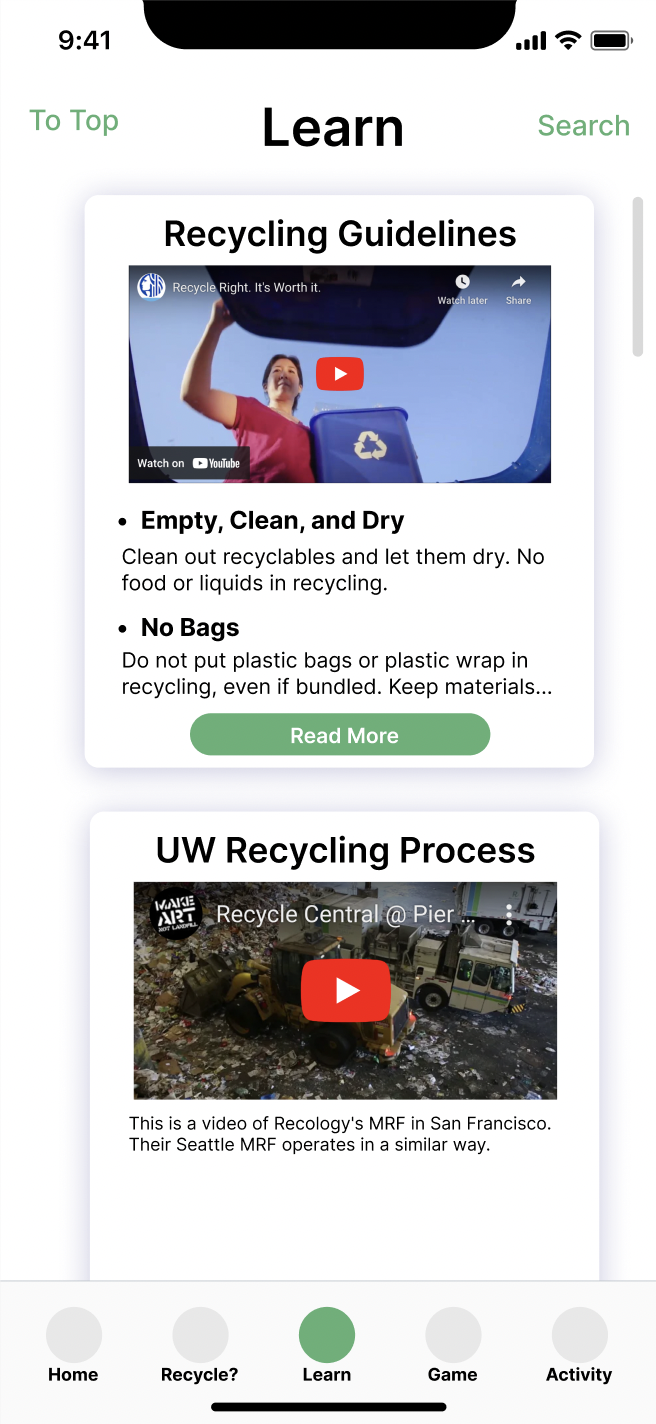 9:41
To Top
Learn
Search
Recycling Guidelines
Recycle Right. It's Worth it.
Watch later
Share
Watch on YouTube
• Empty, Clean, and Dry
Clean out recyclables and let them dry. No
food or liquids in recycling.
• No Bags
Do not put plastic bags or plastic wrap in
recycling, even if bundled. Keep materials...
Read More
UW Recycling Process
MAKE
ART
NOT LANDFILL
Recycle Central @ Pier ...
This is a video of Recology's MRF in San Francisco.
Their Seattle MRF operates in a similar way.
Home
Recycle?
Learn
Game
Activity